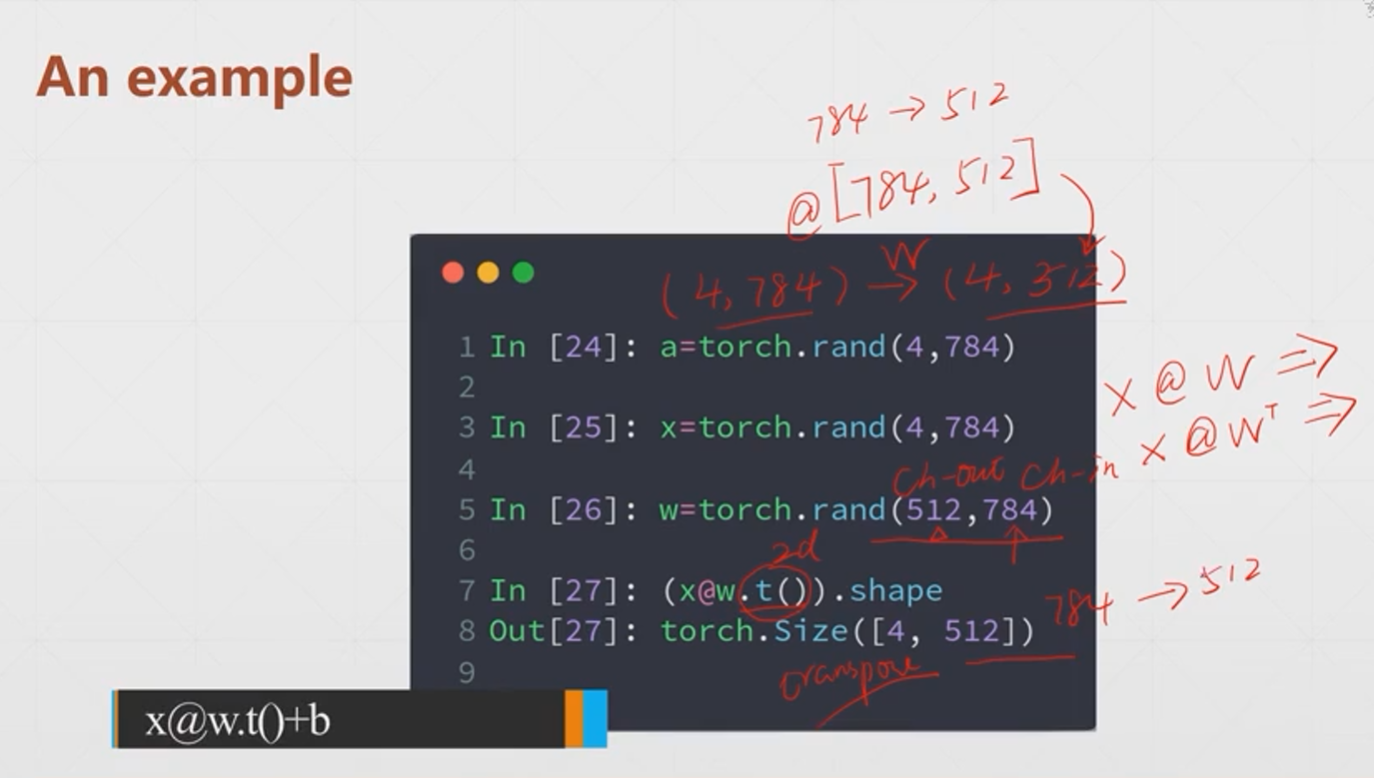 An example
784 → 512
@ [784, 512]
W
(4, 784) → (4, 512)
1 In [24]: a=torch.rand(4,784)
2
X @ W ⇒
3 In [25]: x=torch.rand(4,784)
X @ Wᵀ ⇒
4
ch-out ch-in
5 In [26]: w=torch.rand(512,784)
6
2d
7 In [27]: (x@w.t()).shape
784 → 512
8 Out[27]: torch.Size([4, 512])
transpose
9
x@w.t()+b